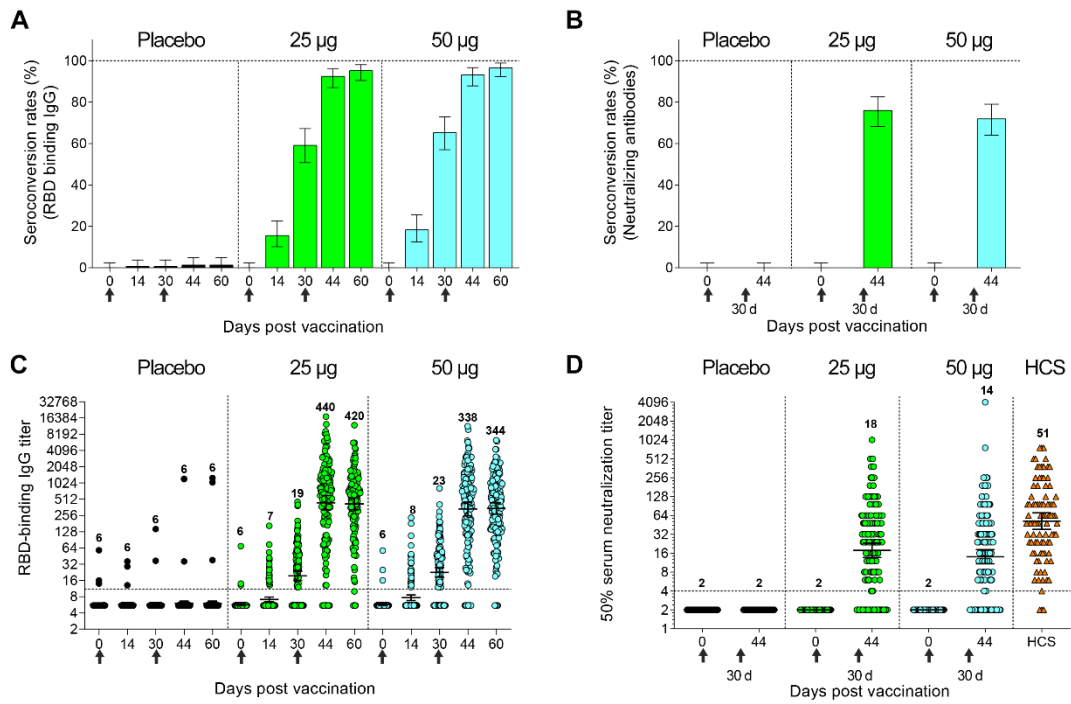 A
Placebo 25 µg 50 µg
Seroconversion rates (%)
(RBD binding IgG)
100
80
60
40
20
0
0 14 30 44 60 0 14 30 44 60 0 14 30 44 60
Days post vaccination
B
Placebo 25 µg 50 µg
Seroconversion rates (%)
(Neutralizing antibodies)
100
80
60
40
20
0
0 44 0 44 0 44
30 d 30 d 30 d
Days post vaccination
C
Placebo 25 µg 50 µg
RBD-binding IgG titer
32768
16384
8192
4096
2048
1024
512
256
128
64
32
16
8
4
2
6 6 6 6 6 6 7 19 440 420 6 8 23 338 344
0 14 30 44 60 0 14 30 44 60 0 14 30 44 60
Days post vaccination
D
Placebo 25 µg 50 µg HCS
50% serum neutralization titer
4096
2048
1024
512
256
128
64
32
16
8
4
2
1
2 2 2 18 2 14 51
0 44 0 44 0 44 HCS
30 d 30 d 30 d
Days post vaccination